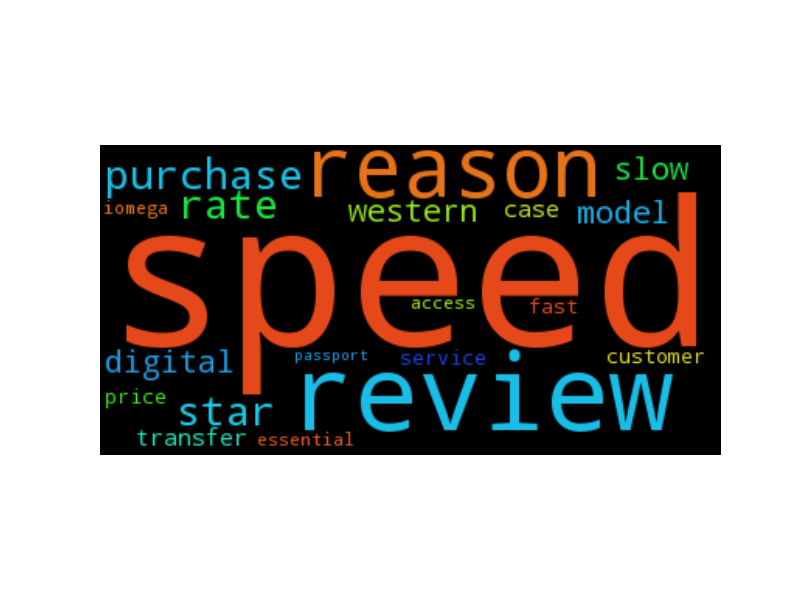 purchase reason slow
iomega rate western case model
speed
access fast
digital passport service customer
price star review
transfer essential